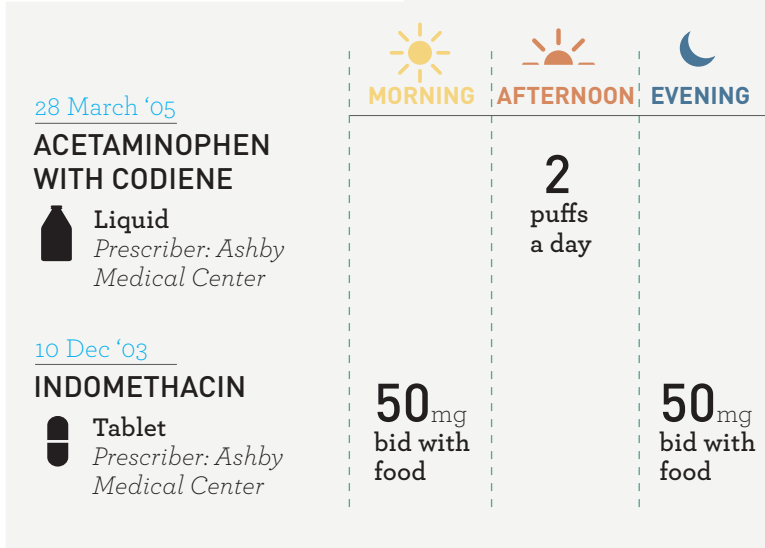 MORNING AFTERNOON EVENING
28 March ‘05
ACETAMINOPHEN
WITH CODIENE
Liquid
Prescriber: Ashby
Medical Center
2
puffs
a day
10 Dec ‘03
INDOMETHACIN
Tablet
Prescriber: Ashby
Medical Center
50mg
bid with
food
50mg
bid with
food